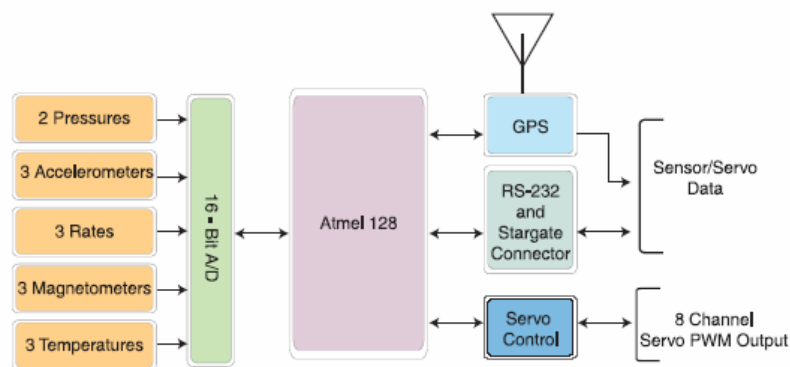 2 Pressures
3 Accelerometers
3 Rates
3 Magnetometers
3 Temperatures
16 - Bit A/D
Atmel 128
GPS
RS-232
and
Stargate
Connector
Servo
Control
Sensor/Servo
Data
8 Channel
Servo PWM Output